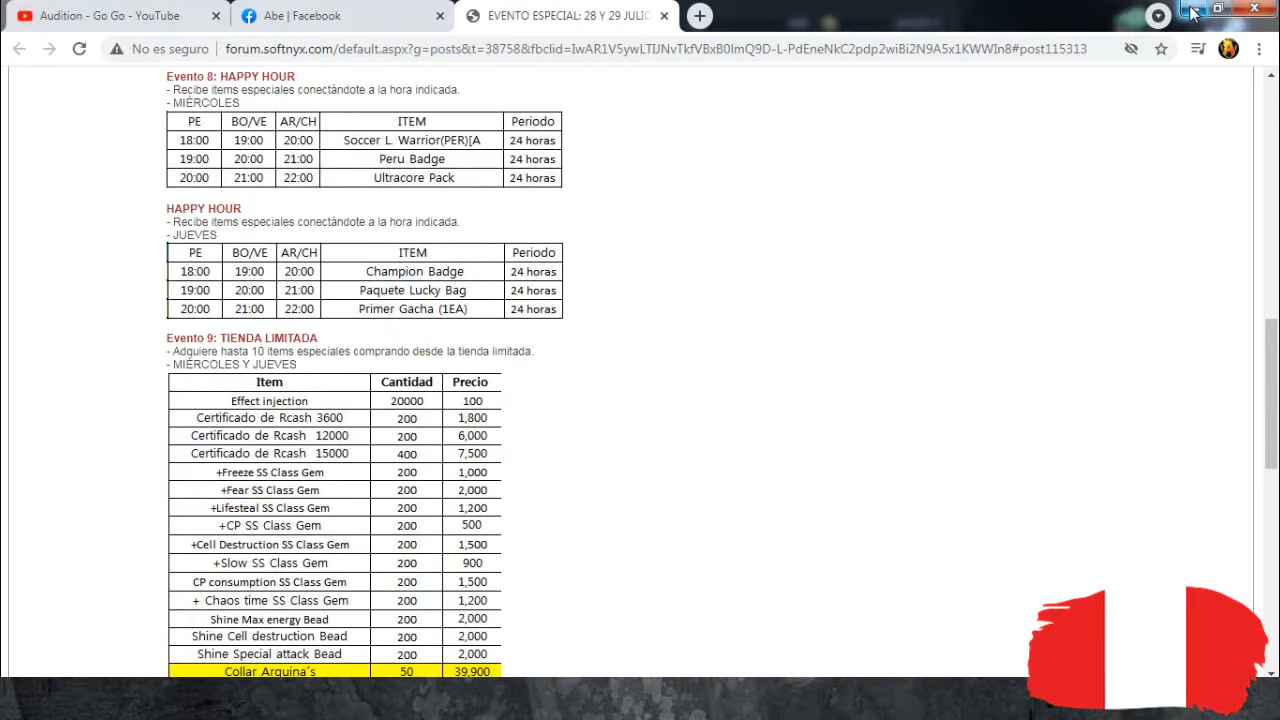 Audition - Go Go - YouTube
Abe | Facebook
EVENTO ESPECIAL: 28 Y 29 JULIO
No es seguro
forum.softnyx.com/default.aspx?g=posts&t=38758&fbclid=IwAR1V5ywLTIJNvTkfVBxB0ImQ9D-L-PdEneNkC2pdp2wiBi2N9A5x1KWWIn8#post115313
Evento 8: HAPPY HOUR
- Recibe items especiales conectándote a la hora indicada.
- MIÉRCOLES
PE BO/VE AR/CH ITEM Periodo
18:00 19:00 20:00 Soccer L. Warrior(PER)[A 24 horas
19:00 20:00 21:00 Peru Badge 24 horas
20:00 21:00 22:00 Ultracore Pack 24 horas
HAPPY HOUR
- Recibe items especiales conectándote a la hora indicada.
- JUEVES
PE BO/VE AR/CH ITEM Periodo
18:00 19:00 20:00 Champion Badge 24 horas
19:00 20:00 21:00 Paquete Lucky Bag 24 horas
20:00 21:00 22:00 Primer Gacha (1EA) 24 horas
Evento 9: TIENDA LIMITADA
- Adquiere hasta 10 items especiales comprando desde la tienda limitada.
- MIÉRCOLES Y JUEVES
Item Cantidad Precio
Effect injection 20000 100
Certificado de Rcash 3600 200 1,800
Certificado de Rcash 12000 200 6,000
Certificado de Rcash 15000 400 7,500
+Freeze SS Class Gem 200 1,000
+Fear SS Class Gem 200 2,000
+Lifesteal SS Class Gem 200 1,200
+CP SS Class Gem 200 500
+Cell Destruction SS Class Gem 200 1,500
+Slow SS Class Gem 200 900
CP consumption SS Class Gem 200 1,500
+ Chaos time SS Class Gem 200 1,200
Shine Max energy Bead 200 2,000
Shine Cell destruction Bead 200 2,000
Shine Special attack Bead 200 2,000
Collar Arquina´s 50 39,900